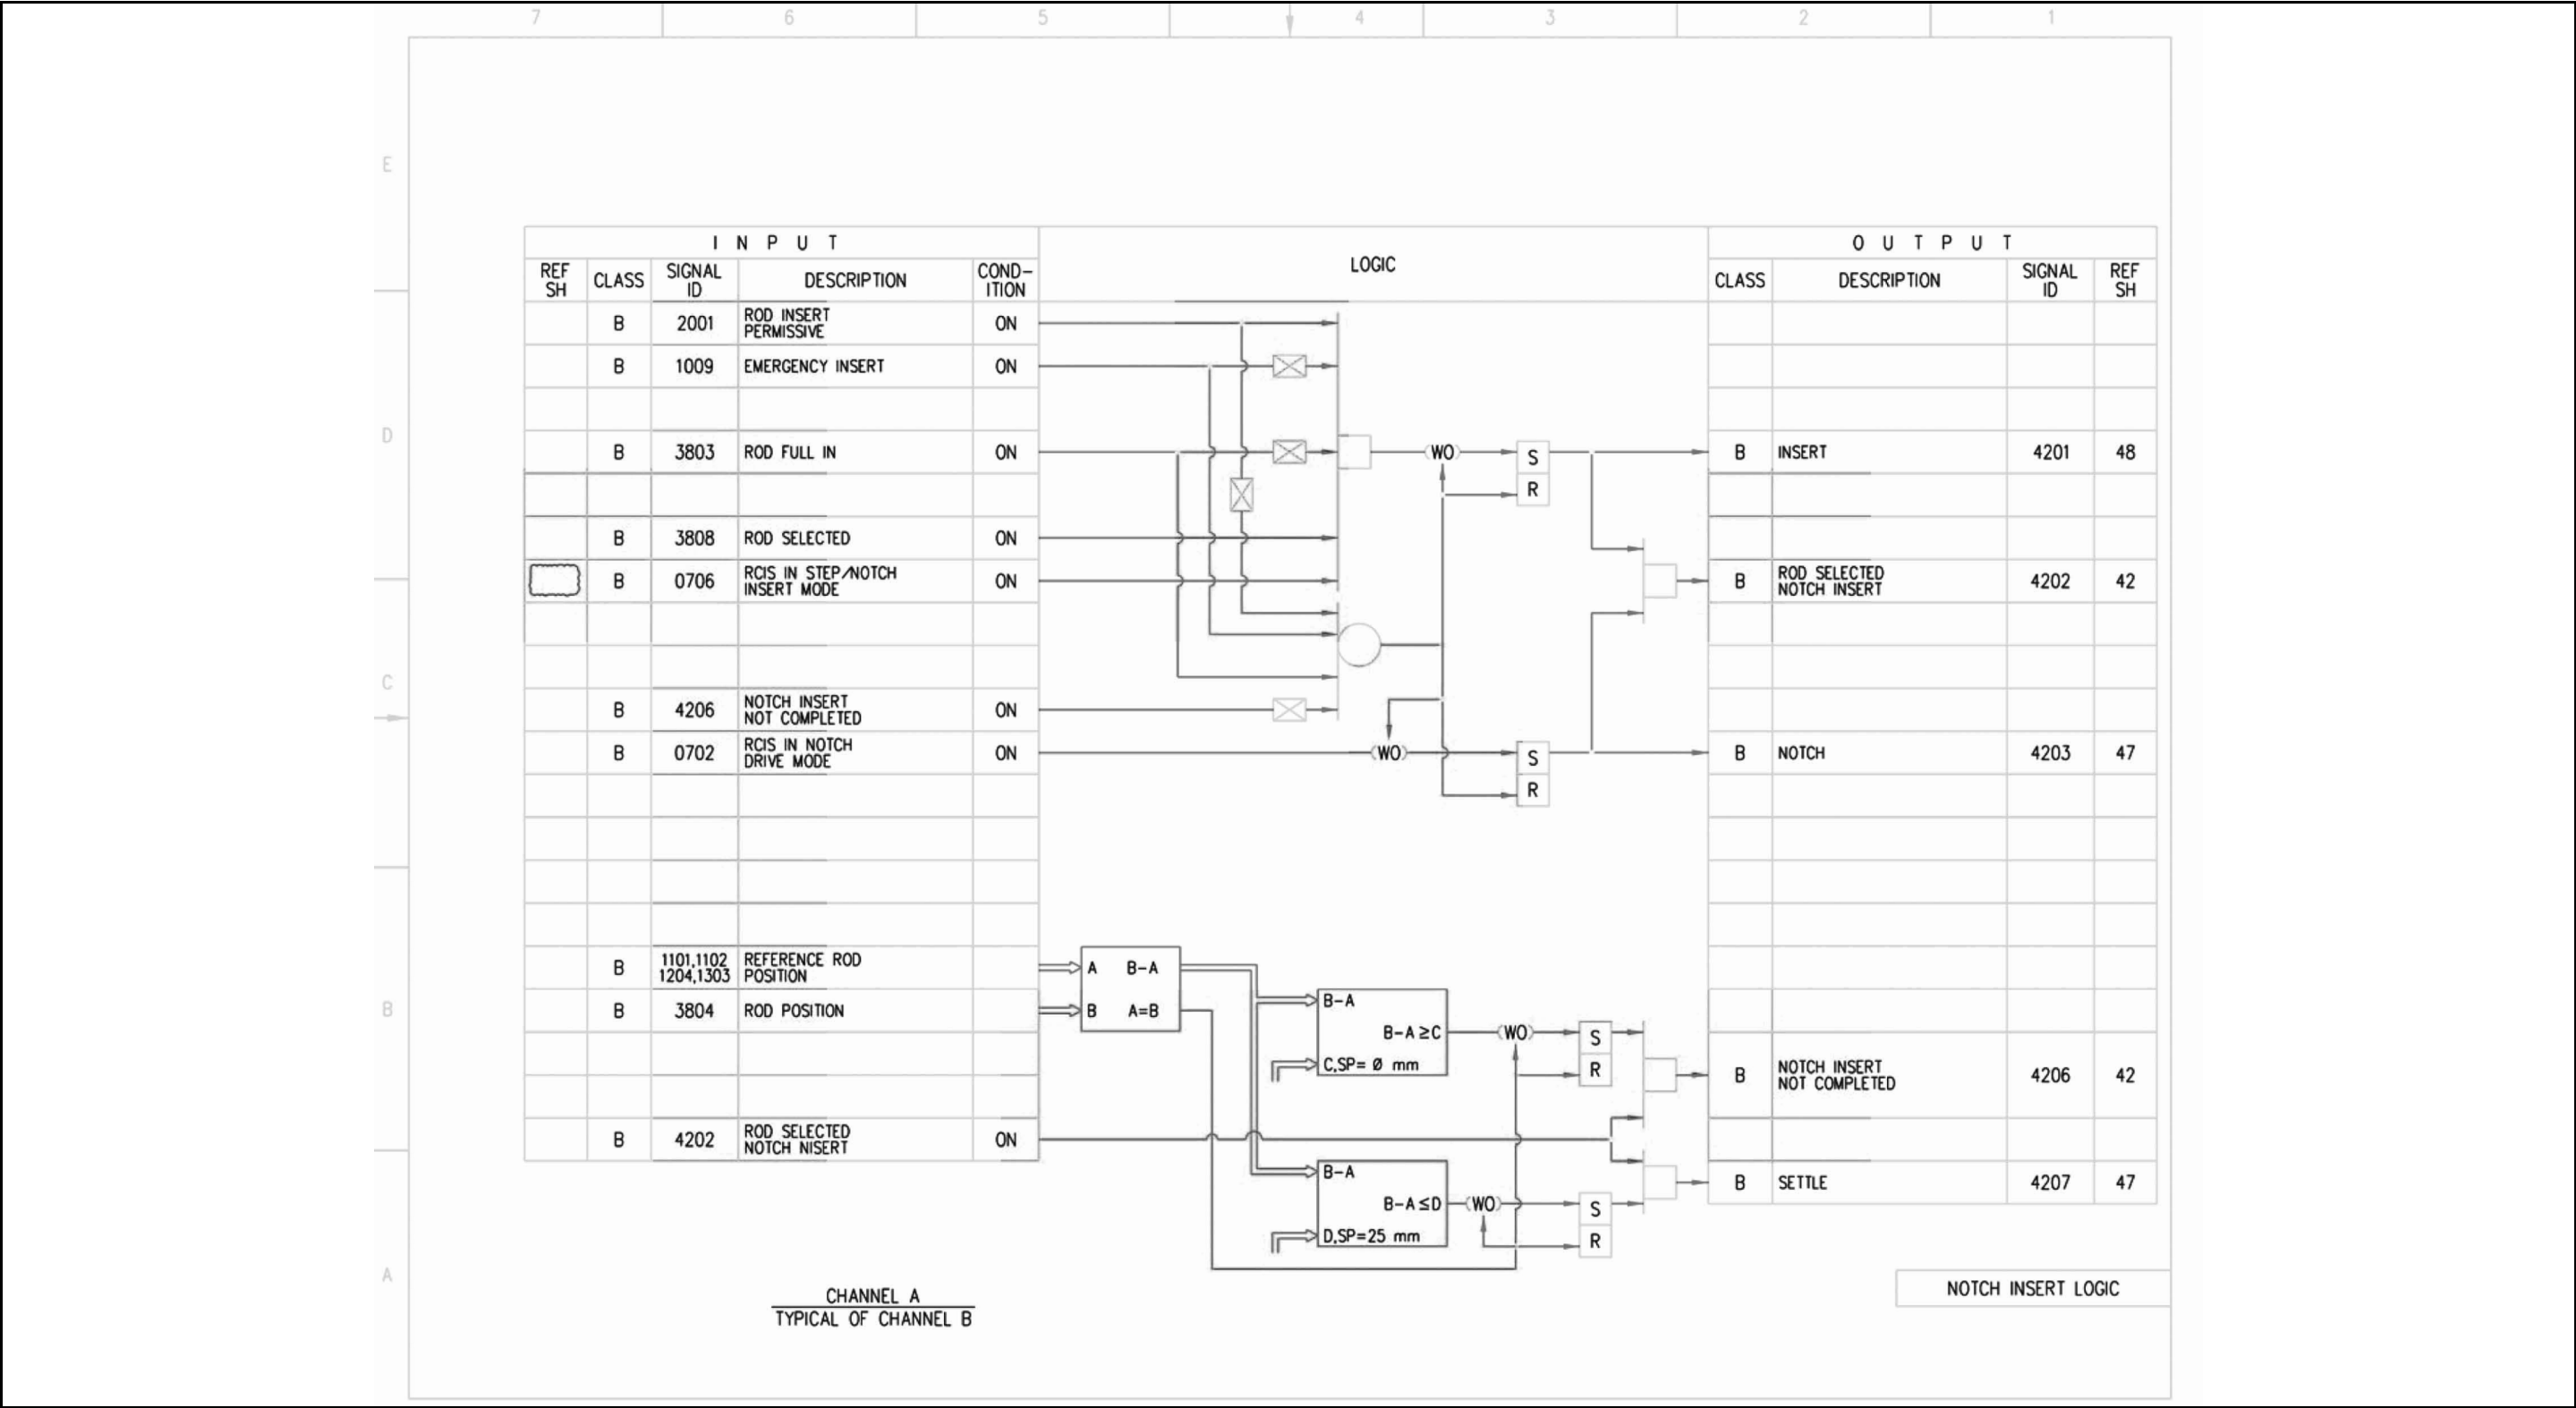 7 6 5 4 3 2 1
E
D
C
B
A
I N P U T
LOGIC
O U T P U T
REF SH
CLASS
SIGNAL ID
DESCRIPTION
COND-ITION
CLASS
DESCRIPTION
SIGNAL ID
REF SH
B 2001 ROD INSERT
PERMISSIVE ON
B 1009 EMERGENCY INSERT ON
B 3803 ROD FULL IN ON
(WO) S
R
B INSERT 4201 48
B 3808 ROD SELECTED ON
B 0706 RCIS IN STEP/NOTCH
INSERT MODE ON
B ROD SELECTED
NOTCH INSERT 4202 42
B 4206 NOTCH INSERT
NOT COMPLETED ON
B 0702 RCIS IN NOTCH
DRIVE MODE ON
(WO) S
R
B NOTCH 4203 47
B 1101,1102
1204,1303 REFERENCE ROD
POSITION
A B-A
B 3804 ROD POSITION
B A=B
B-A
B-A ≥C
C,SP= Ø mm
(WO) S
R
B NOTCH INSERT
NOT COMPLETED 4206 42
B 4202 ROD SELECTED
NOTCH NISERT ON
B-A
B-A ≤D
D,SP=25 mm
(WO) S
R
B SETTLE 4207 47
CHANNEL A
TYPICAL OF CHANNEL B
NOTCH INSERT LOGIC